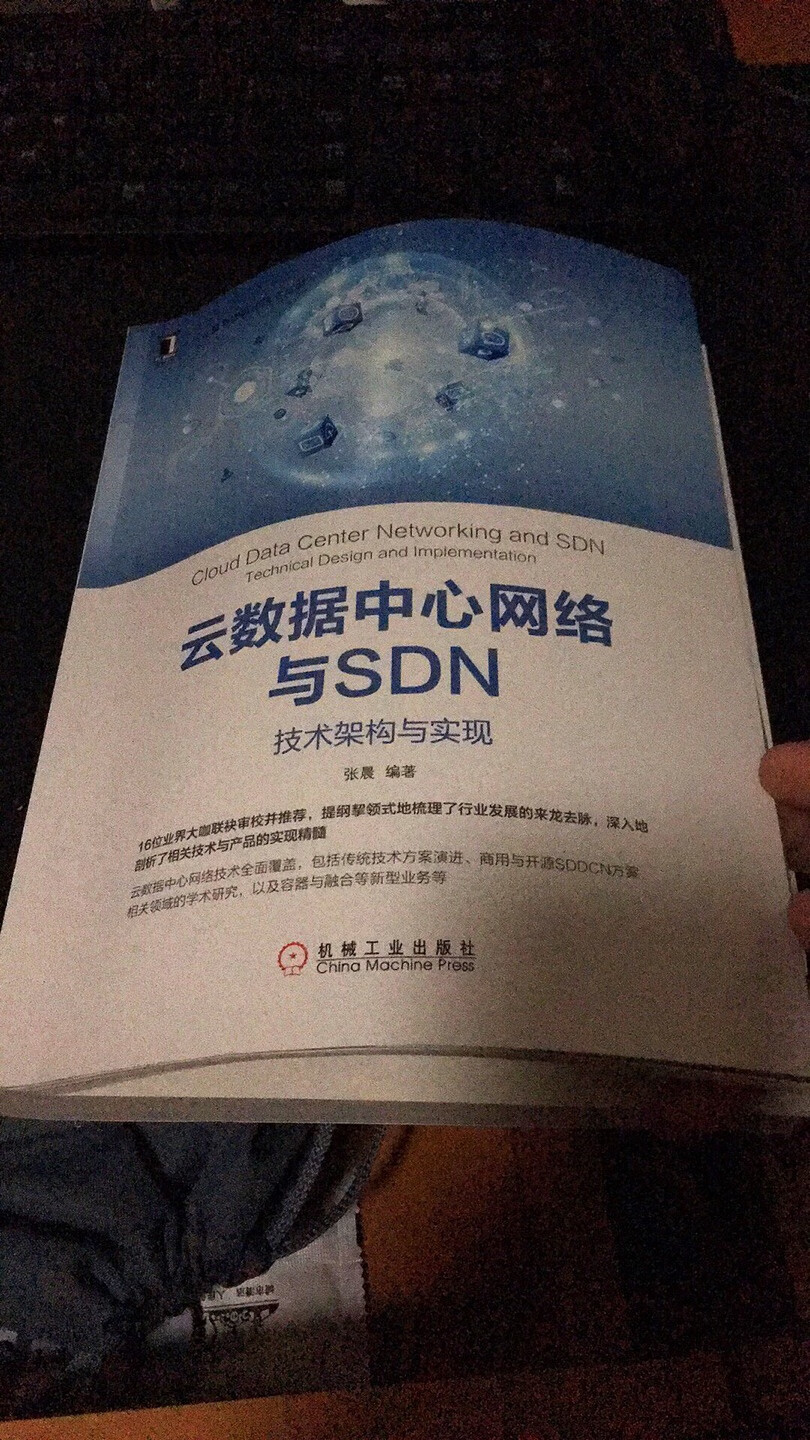 Cloud Data Center Networking and SDN
Technical Design and Implementation
云数据中心网络
与SDN
技术架构与实现
张晨 编著
16位业界大咖联袂审校并推荐，提纲挈领式地梳理了行业发展的来龙去脉，深入地
剖析了相关技术与产品的实现精髓
云数据中心网络技术全面覆盖，包括传统技术方案演进、商用与开源SDDCN方案、
相关领域的学术研究，以及容器与融合等新型业务等
机械工业出版社
China Machine Press